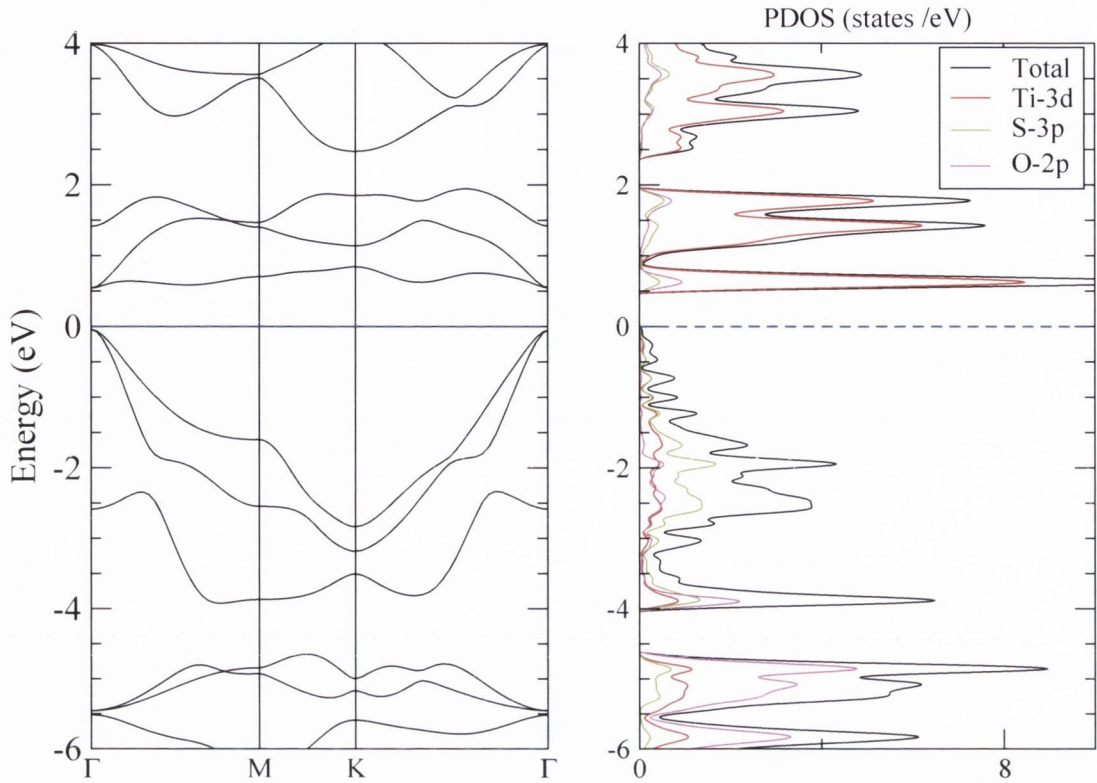 PDOS (states /eV)
4
2
0
-2
-4
-6
Energy (eV)
Γ
M
K
Γ
4
2
0
-2
-4
-6
0
8
Total
Ti-3d
S-3p
O-2p